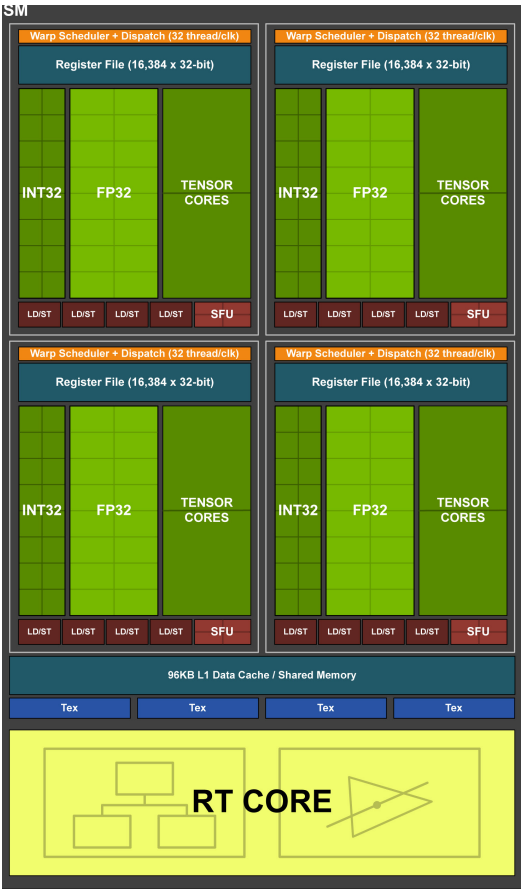 SM
Warp Scheduler + Dispatch (32 thread/clk)
Register File (16,384 x 32-bit)
INT32
FP32
TENSOR
CORES
LD/ST
LD/ST
LD/ST
LD/ST
SFU
Warp Scheduler + Dispatch (32 thread/clk)
Register File (16,384 x 32-bit)
INT32
FP32
TENSOR
CORES
LD/ST
LD/ST
LD/ST
LD/ST
SFU
Warp Scheduler + Dispatch (32 thread/clk)
Register File (16,384 x 32-bit)
INT32
FP32
TENSOR
CORES
LD/ST
LD/ST
LD/ST
LD/ST
SFU
Warp Scheduler + Dispatch (32 thread/clk)
Register File (16,384 x 32-bit)
INT32
FP32
TENSOR
CORES
LD/ST
LD/ST
LD/ST
LD/ST
SFU
96KB L1 Data Cache / Shared Memory
Tex
Tex
Tex
Tex
RT CORE